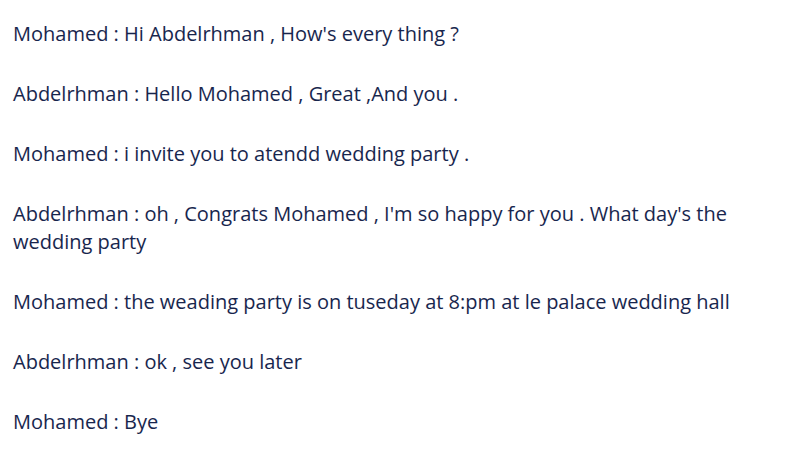 Mohamed : Hi Abdelrhman , How's every thing ?
Abdelrhman : Hello Mohamed , Great ,And you .
Mohamed : i invite you to atendd wedding party .
Abdelrhman : oh , Congrats Mohamed , I'm so happy for you . What day's the
wedding party
Mohamed : the weading party is on tuseday at 8:pm at le palace wedding hall
Abdelrhman : ok , see you later
Mohamed : Bye